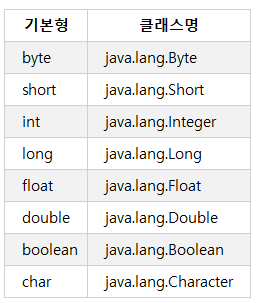 기본형 클래스명
byte java.lang.Byte
short java.lang.Short
int java.lang.Integer
long java.lang.Long
float java.lang.Float
double java.lang.Double
boolean java.lang.Boolean
char java.lang.Character